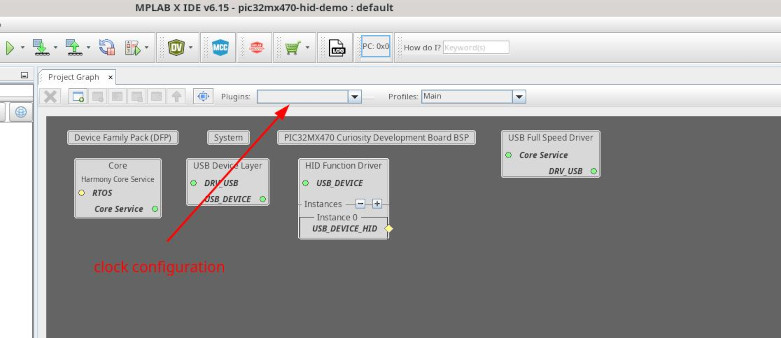 MPLAB X IDE v6.15 - pic32mx470-hid-demo : default
DV MCC LOG PC: 0x0 How do I? Keyword(s)
Project Graph ×
Plugins: Profiles: Main
Device Family Pack (DFP) System PIC32MX470 Curiosity Development Board BSP USB Full Speed Driver
Core Service
DRV_USB
Core USB Device Layer HID Function Driver
Harmony Core Service
RTOS DRV_USB USB_DEVICE
Core Service USB_DEVICE
Instances
Instance 0
USB_DEVICE_HID
clock configuration